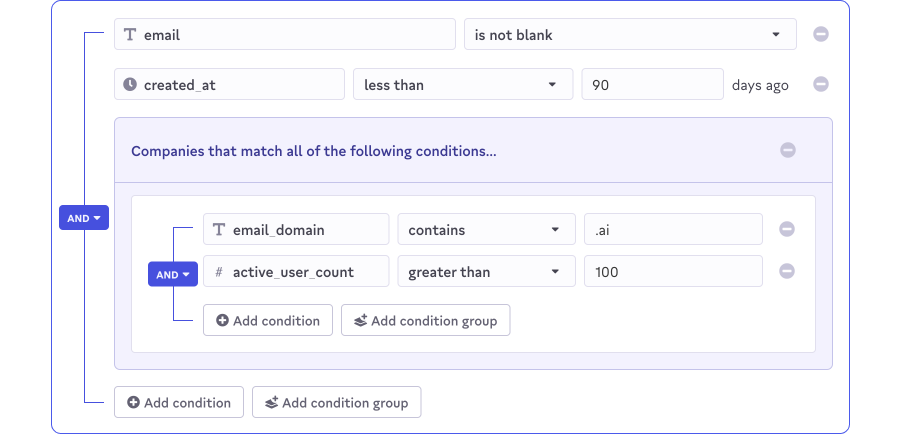 email is not blank
created_at less than 90 days ago
Companies that match all of the following conditions...
AND
email_domain contains .ai
AND
# active_user_count greater than 100
Add condition Add condition group
Add condition Add condition group